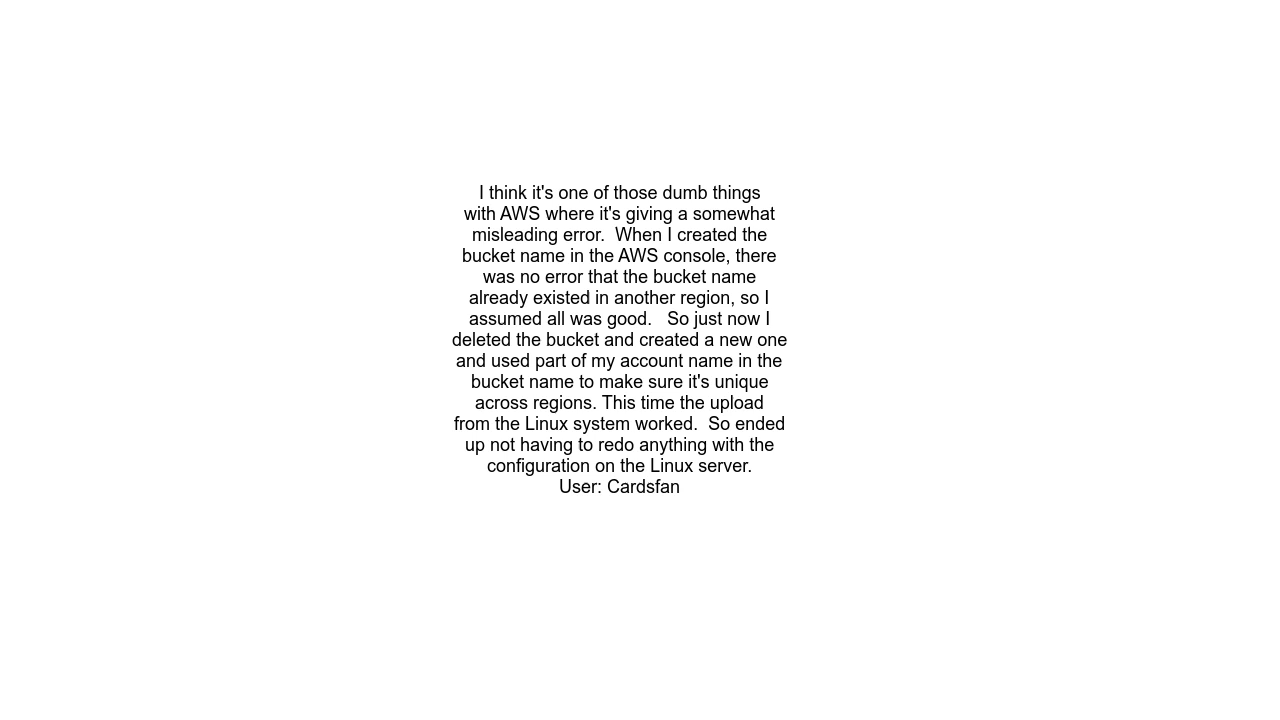 I think it's one of those dumb things
with AWS where it's giving a somewhat
misleading error.  When I created the
bucket name in the AWS console, there
was no error that the bucket name
already existed in another region, so I
assumed all was good.   So just now I
deleted the bucket and created a new one
and used part of my account name in the
bucket name to make sure it's unique
across regions. This time the upload
from the Linux system worked.  So ended
up not having to redo anything with the
configuration on the Linux server.
User: Cardsfan